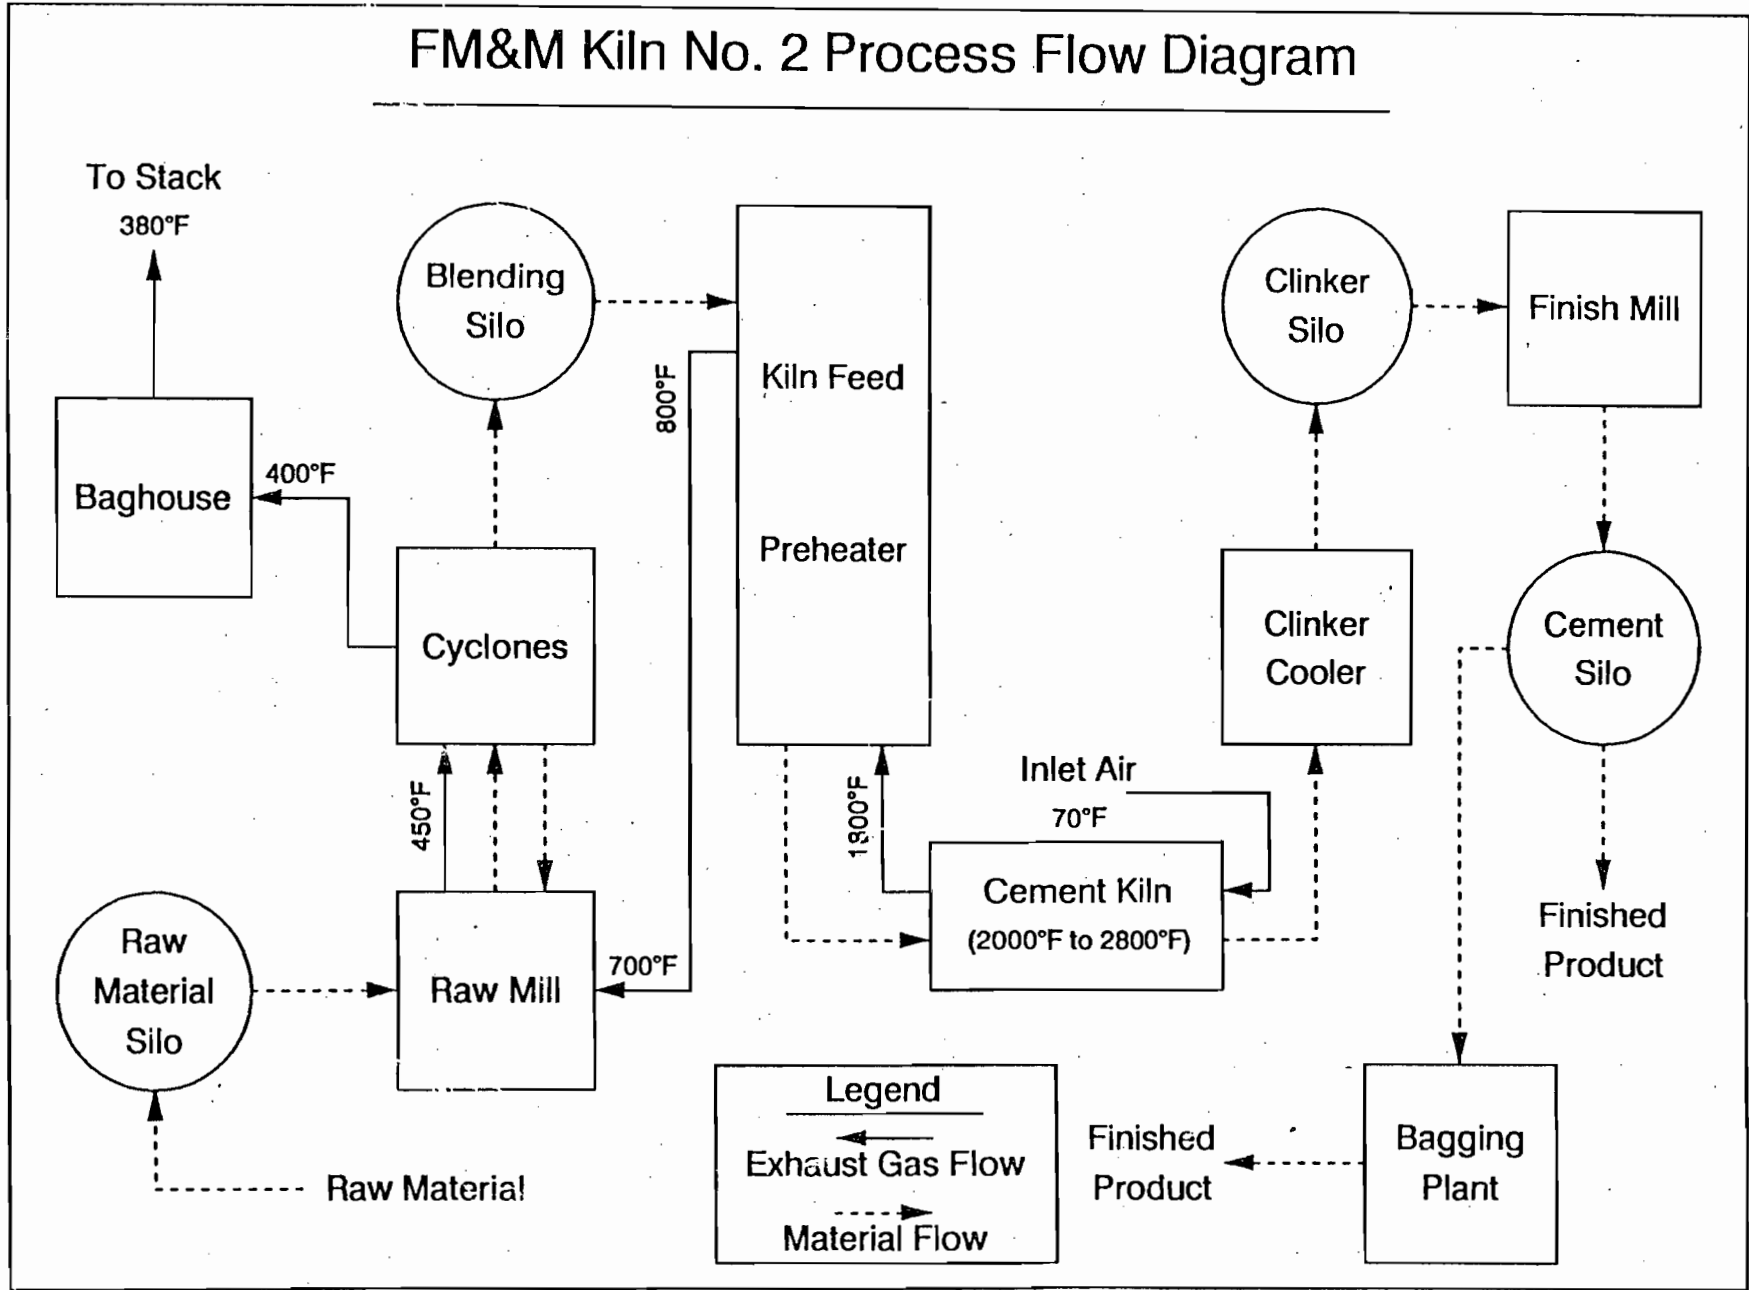 FM&M Kiln No. 2 Process Flow Diagram
To Stack
380°F
Blending
Silo
Clinker
Silo
Finish Mill
800°F
Kiln Feed
Preheater
Baghouse
400°F
Cyclones
Clinker
Cooler
Cement
Silo
450°F
1800°F
Inlet Air
70°F
Cement Kiln
(2000°F to 2800°F)
Raw
Material
Silo
Raw Mill
700°F
Finished
Product
Legend
Exhaust Gas Flow
Material Flow
Finished
Product
Bagging
Plant
Raw Material